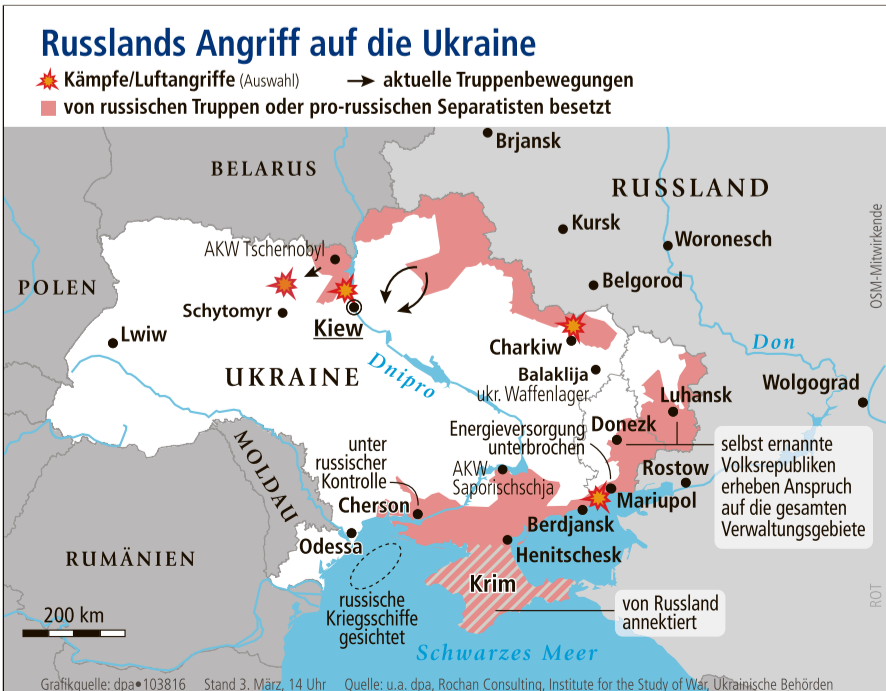 Russlands Angriff auf die Ukraine
Kämpfe/Luftangriffe (Auswahl)
aktuelle Truppenbewegungen
von russischen Truppen oder pro-russischen Separatisten besetzt
Brjansk
BELARUS
RUSSLAND
Kursk
Woronesch
OSM-Mitwirkende
AKW Tschernobyl
POLEN
Belgorod
Schytomyr
Kiew
Lwiw
Charkiw
Don
Dnipro
UKRAINE
Balaklija
ukr. Waffenlager
Wolgograd
Luhansk
Energieversorgung
unterbrochen
Donezk
selbst ernannte
Volksrepubliken
erheben Anspruch
auf die gesamten
Verwaltungsgebiete
MOLDAU
unter
russischer
Kontrolle
AKW
Saporischschja
Rostow
Mariupol
Cherson
Berdjansk
Odessa
Henitschesk
RUMÄNIEN
Krim
russische
Kriegsschiffe
gesichtet
von Russland
annektiert
200 km
ROT
Schwarzes Meer
Grafikquelle: dpa•103816 Stand 3. März, 14 Uhr Quelle: u.a. dpa, Rochan Consulting, Institute for the Study of War, Ukrainische Behörden